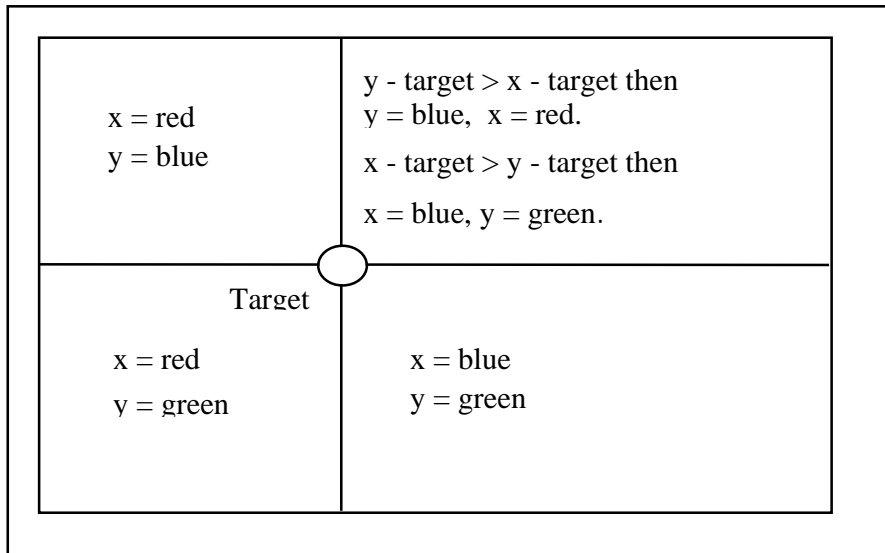 x = red
y = blue
y - target > x - target then
y = blue, x = red.
x - target > y - target then
x = blue, y = green.
Target
x = red
y = green
x = blue
y = green